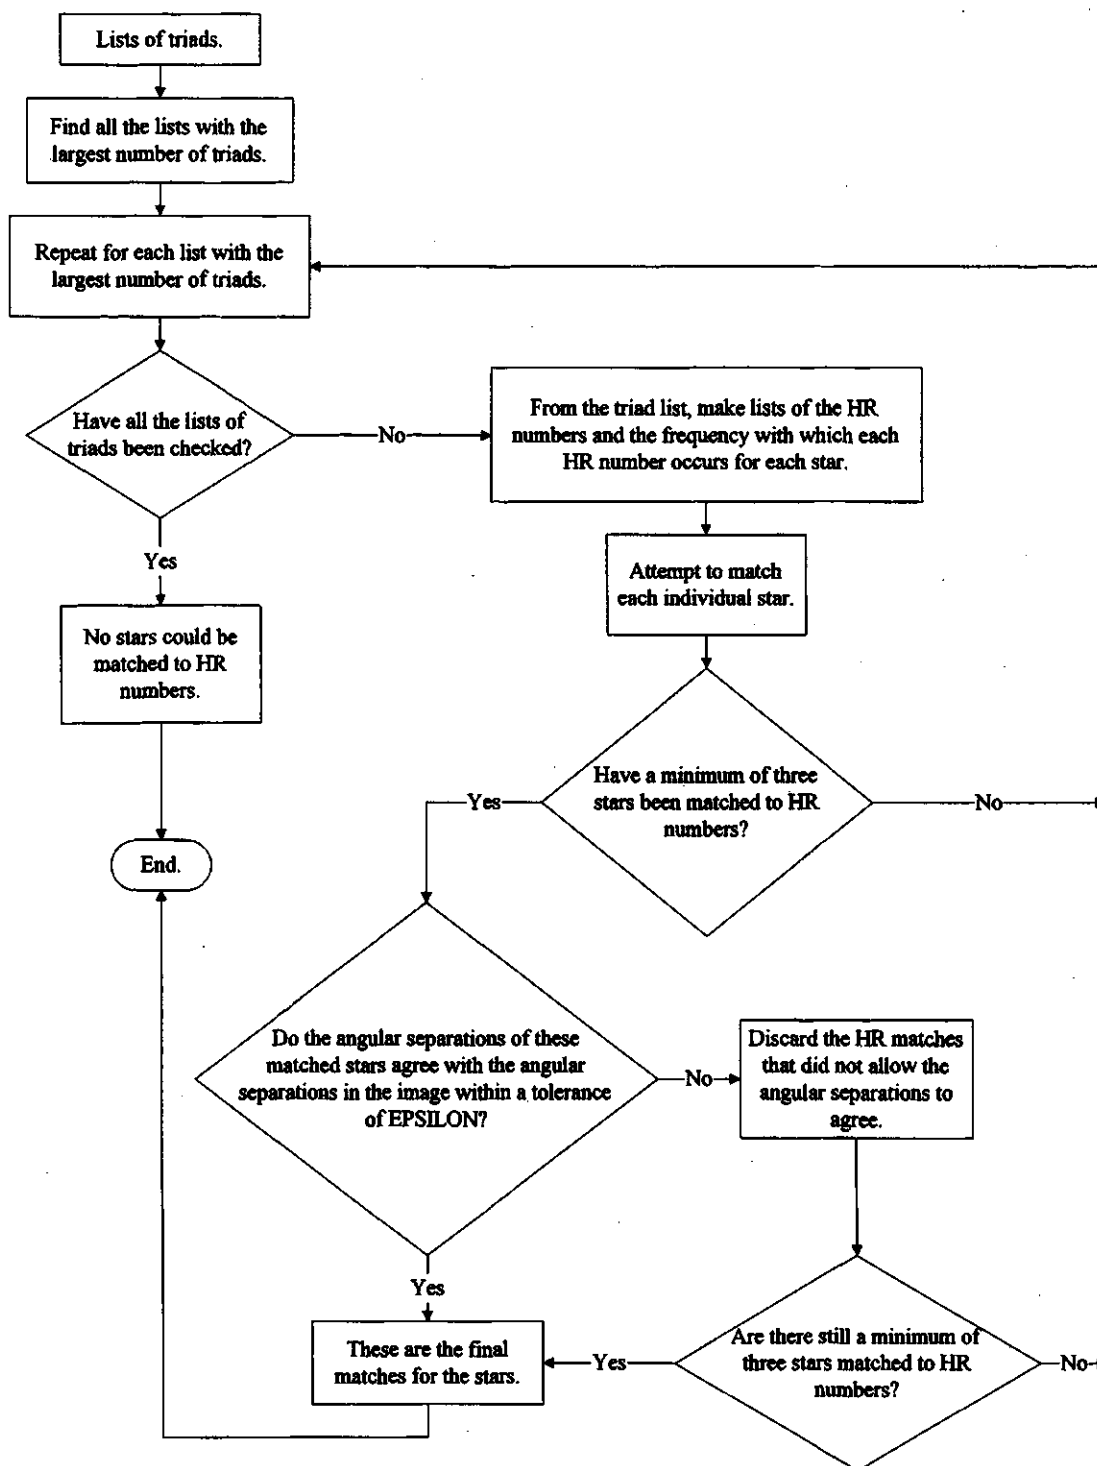 Lists of triads.
Find all the lists with the
largest number of triads.
Repeat for each list with the
largest number of triads.
Have all the lists of
triads been checked?
No
From the triad list, make lists of the HR
numbers and the frequency with which each
HR number occurs for each star.
Yes
Attempt to match
each individual star.
No stars could be
matched to HR
numbers.
Have a minimum of three
stars been matched to HR
numbers?
Yes
No
End.
Do the angular separations of these
matched stars agree with the angular
separations in the image within a tolerance
of EPSILON?
No
Discard the HR matches
that did not allow the
angular separations to
agree.
Yes
These are the final
matches for the stars.
Yes
Are there still a minimum of
three stars matched to HR
numbers?
No